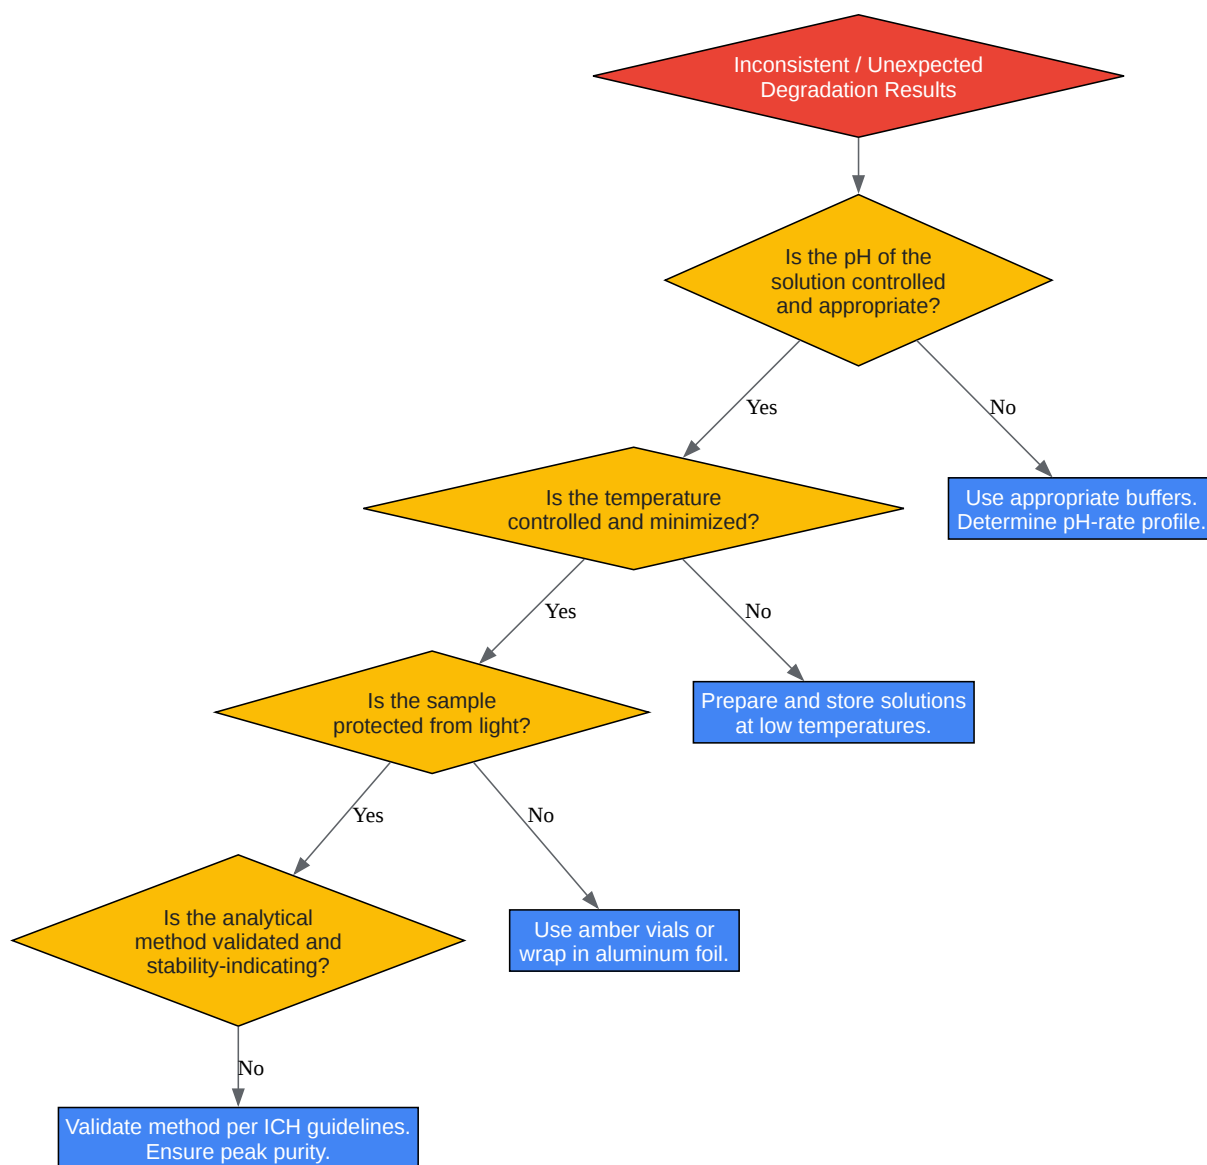 Inconsistent / Unexpected
Degradation Results
Is the pH of the
solution controlled
and appropriate?
Yes
No
Is the temperature
controlled and minimized?
Use appropriate buffers.
Determine pH-rate profile.
Yes
No
Is the sample
protected from light?
Prepare and store solutions
at low temperatures.
Yes
No
Is the analytical
method validated and
stability-indicating?
Use amber vials or
wrap in aluminum foil.
No
Validate method per ICH guidelines.
Ensure peak purity.